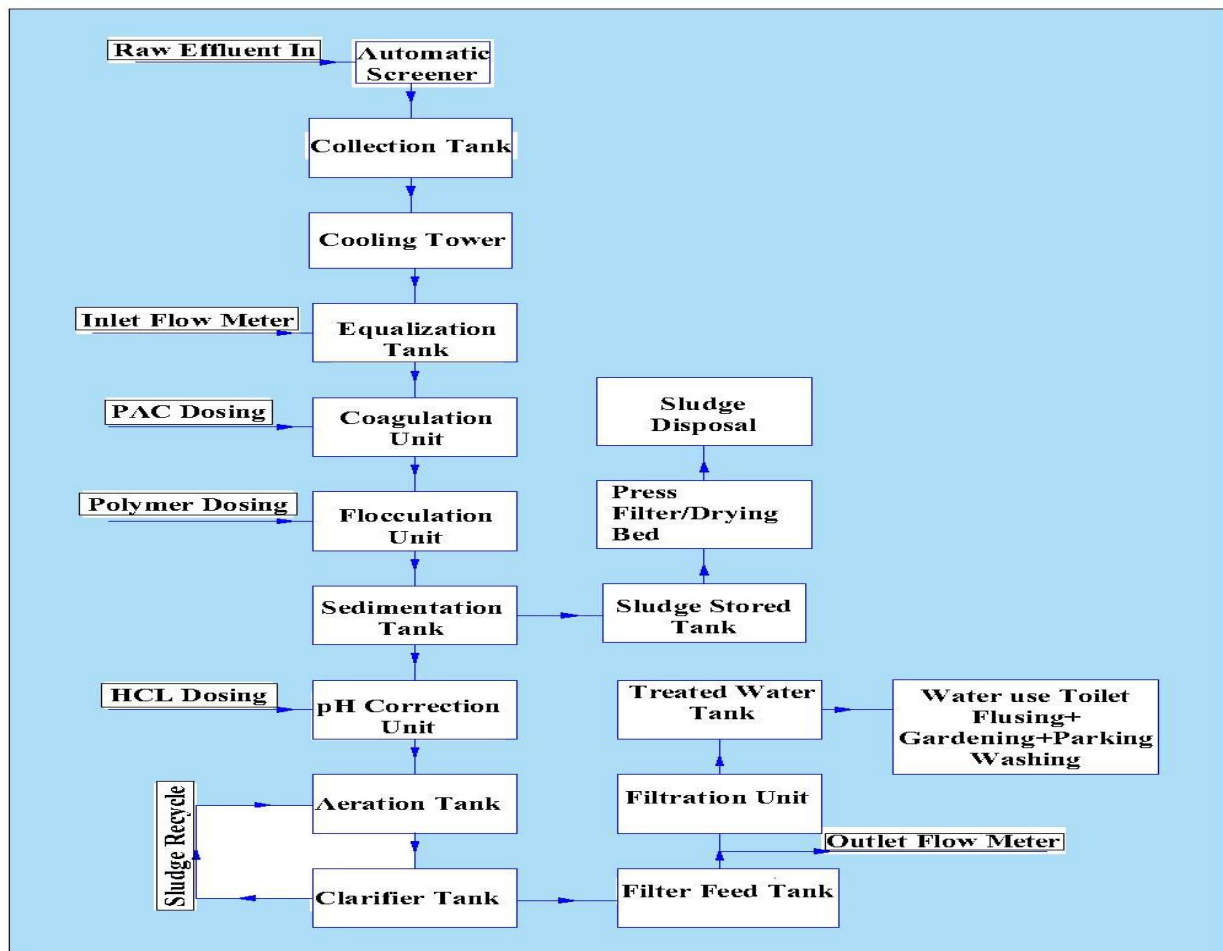 Raw Effluent In
Automatic
Screener
Collection Tank
Cooling Tower
Inlet Flow Meter
Equalization
Tank
PAC Dosing
Coagulation
Unit
Sludge
Disposal
Polymer Dosing
Flocculation
Unit
Press
Filter/Drying
Bed
Sedimentation
Tank
Sludge Stored
Tank
HCL Dosing
pH Correction
Unit
Treated Water
Tank
Water use Toilet
Flusing+
Gardening+Parking
Washing
Sludge Recycle
Aeration Tank
Filtration Unit
Outlet Flow Meter
Clarifier Tank
Filter Feed Tank